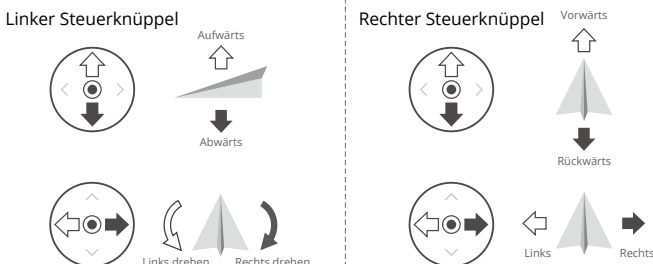 Linker Steuerknüppel
Aufwärts
Abwärts
Links drehen
Rechts drehen
Rechter Steuerknüppel
Vorwärts
Rückwärts
Links
Rechts